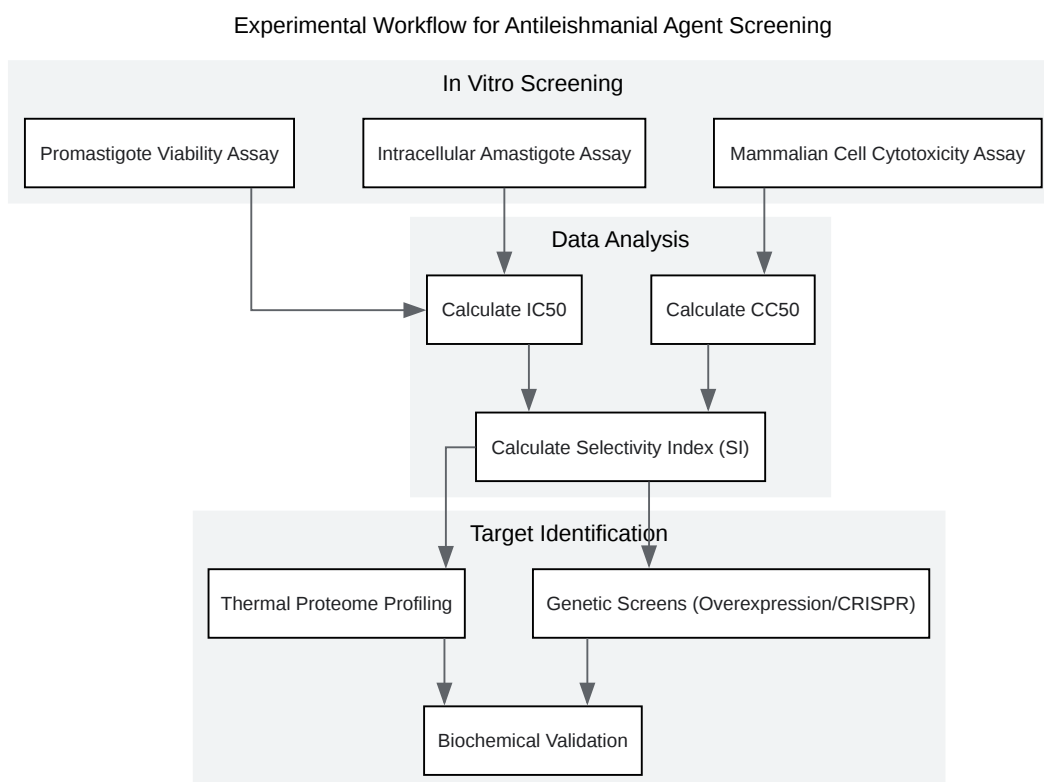 Experimental Workflow for Antileishmanial Agent Screening
In Vitro Screening
Promastigote Viability Assay
Intracellular Amastigote Assay
Mammalian Cell Cytotoxicity Assay
Data Analysis
Calculate IC50
Calculate CC50
Calculate Selectivity Index (SI)
Target Identification
Thermal Proteome Profiling
Genetic Screens (Overexpression/CRISPR)
Biochemical Validation